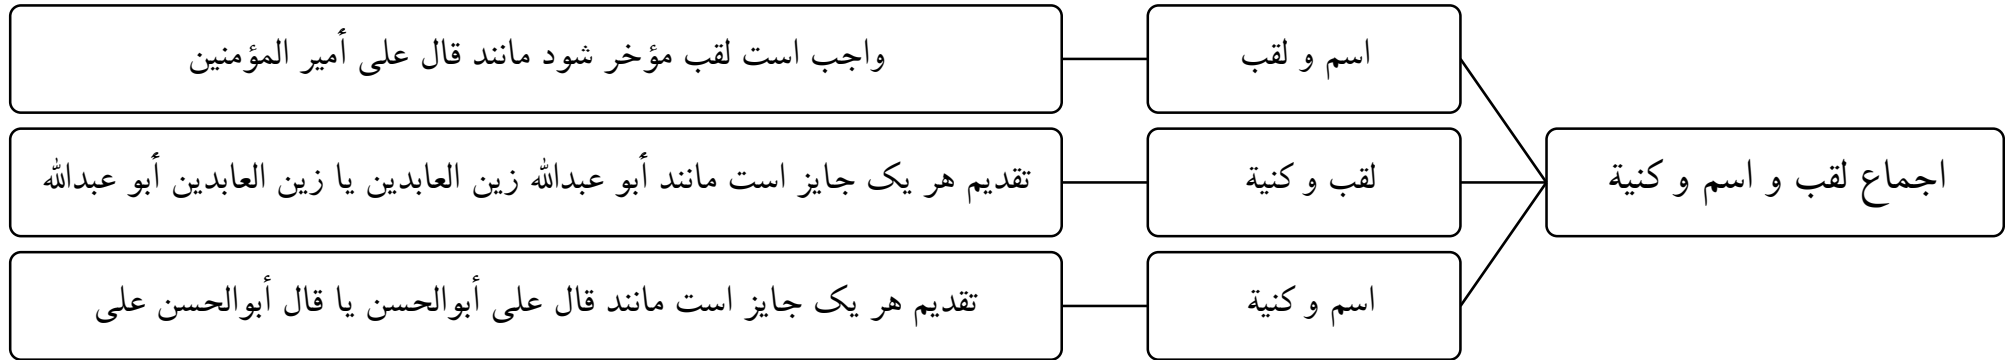 اجماع لقب و اسم و کنیة
اسم و لقب
واجب است لقب مؤخر شود مانند قال علی أمیر المؤمنین
لقب و کنیة
تقدیم هر یک جایز است مانند أبو عبدالله زین العابدین یا زین العابدین أبو عبدالله
اسم و کنیة
تقدیم هر یک جایز است مانند قال علی أبوالحسن یا قال أبوالحسن علی